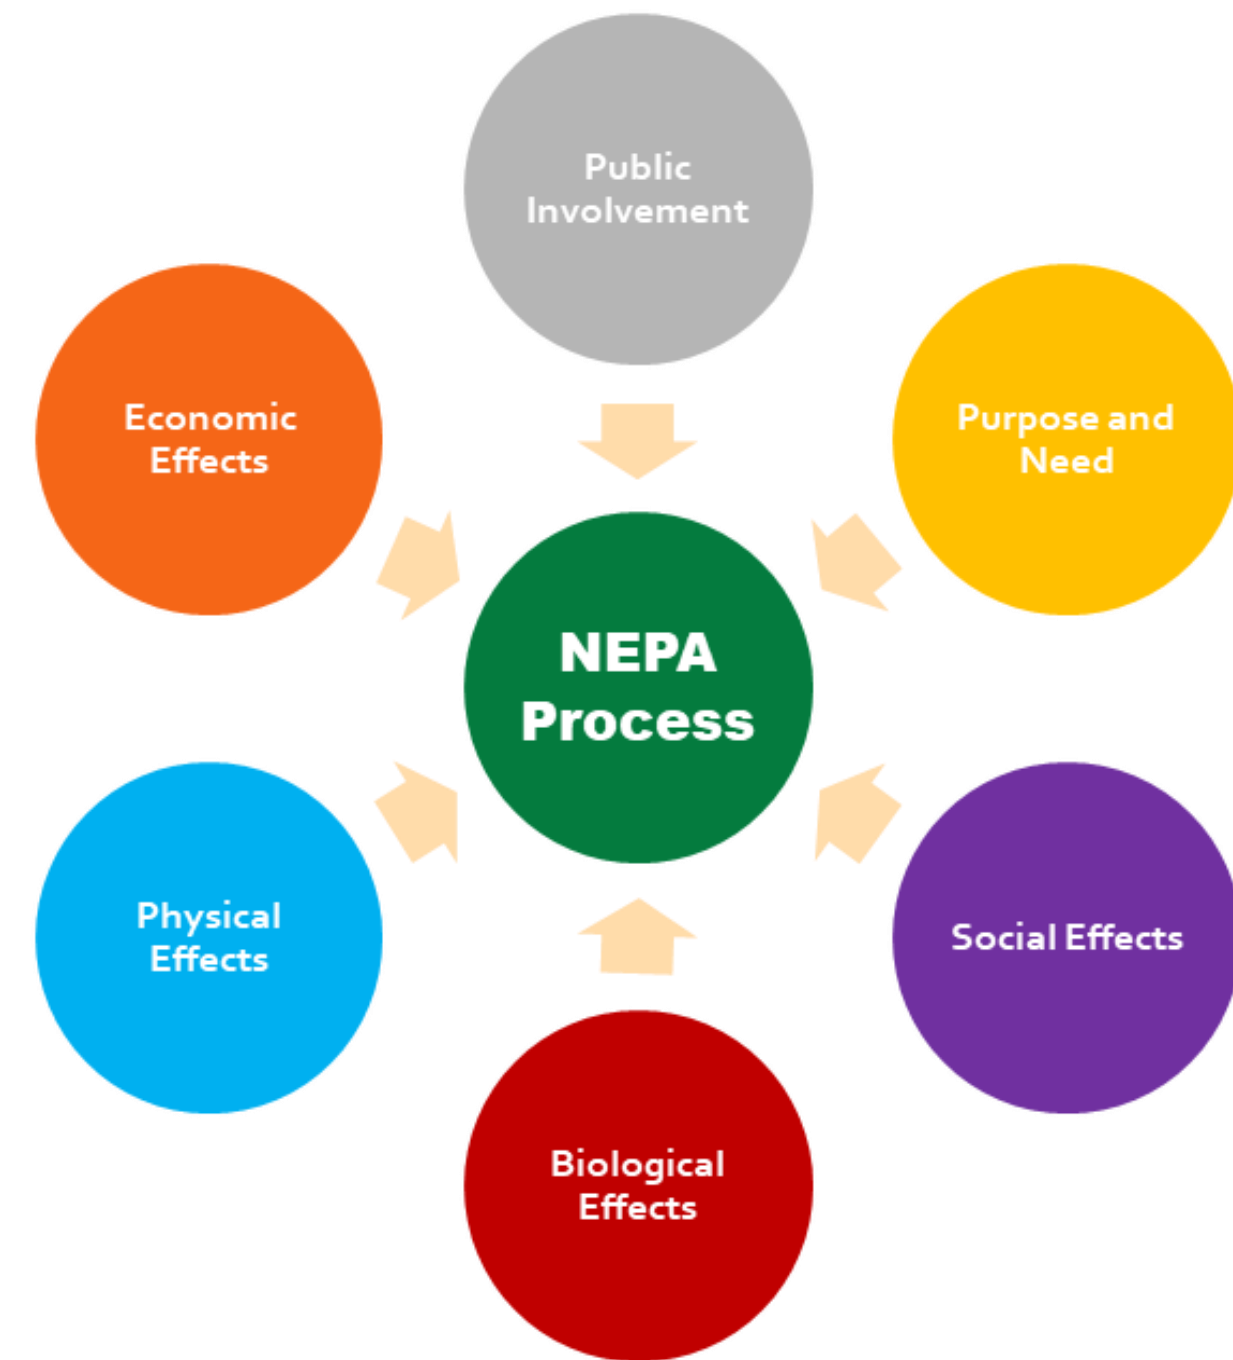 Public
Involvement
Economic
Effects
Purpose and
Need
NEPA
Process
Physical
Effects
Social Effects
Biological
Effects